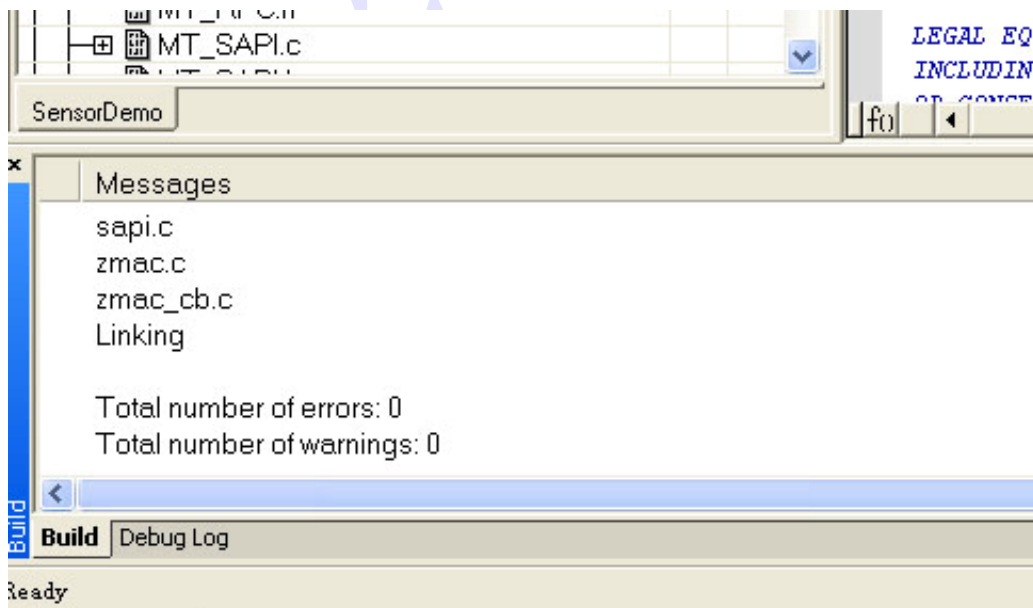 MT_SAPI.c
SensorDemo
LEGAL EQ
INCLUDIN
f()
Messages
sapi.c
zmac.c
zmac_cb.c
Linking
Total number of errors: 0
Total number of warnings: 0
Build
Build Debug Log
Ready